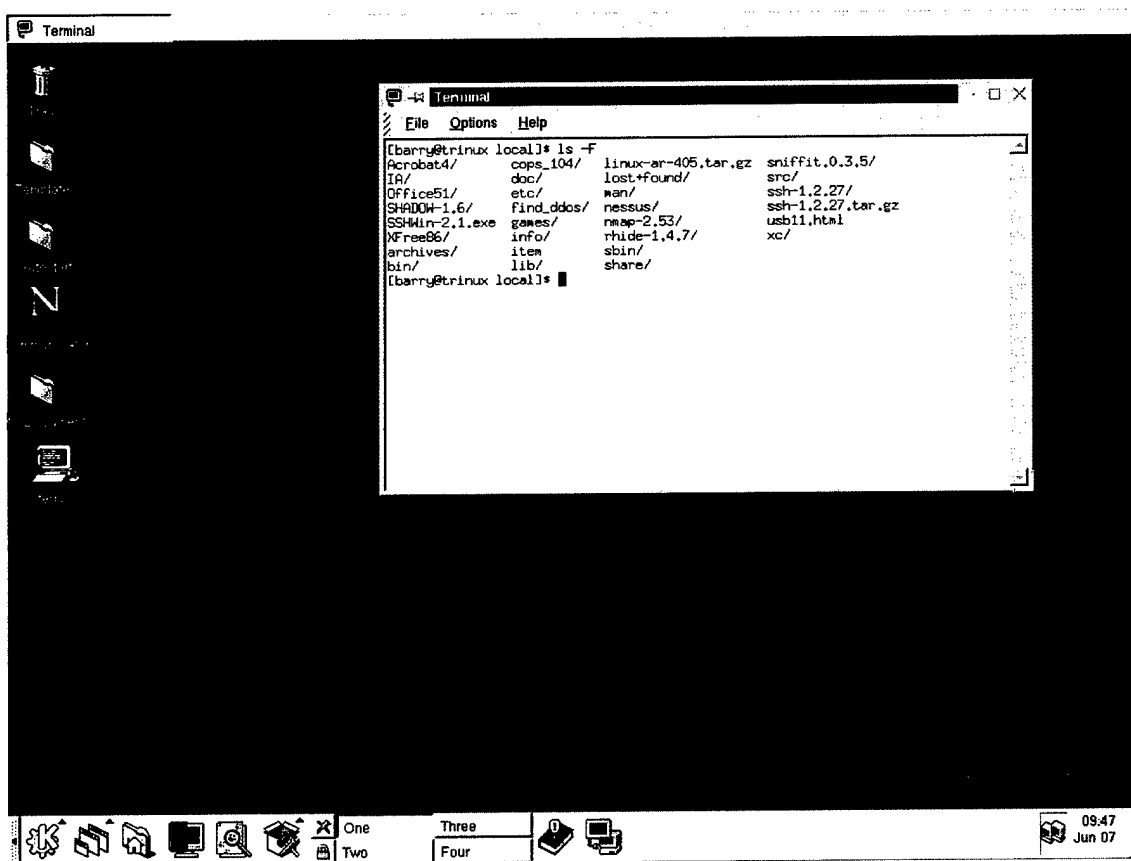 Terminal
Terminal
File Options Help
[barry@trinux local]$ ls -F
Acrobat4/ cops_104/ linux-ar-405.tar.gz sniffit.0.3.5/
IA/ doc/ lost+found/ src/
Office51/ etc/ man/ ssh-1.2.27/
SHADOW-1.6/ find_ddos/ nessus/ ssh-1.2.27.tar.gz
SSHWin-2.1.exe games/ nmap-2.53/ usb11.html
XFree86/ info/ rhide-1.4.7/ xc/
archives/ item sbin/
bin/ lib/ share/
[barry@trinux local]$
N
K
One Three
Two Four
09:47
Jun 07